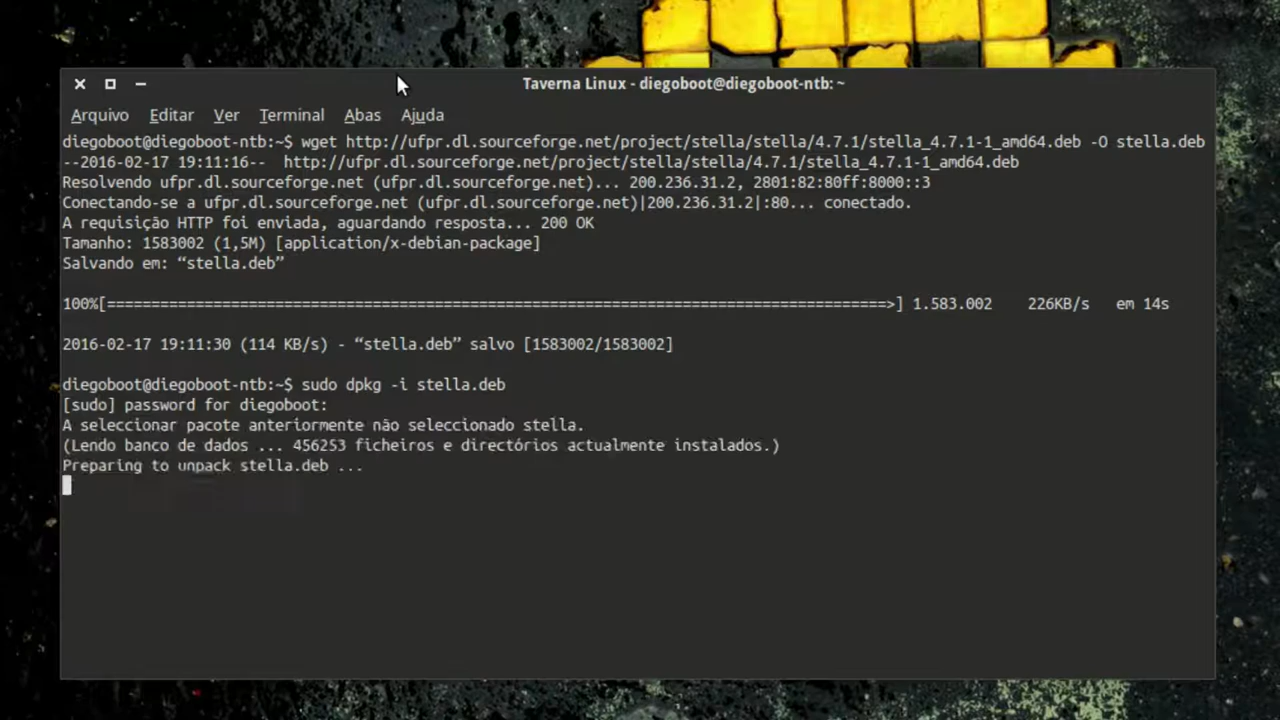 Taverna Linux - diegoboot@diegoboot-ntb: ~
Arquivo Editar Ver Terminal Abas Ajuda
diegoboot@diegoboot-ntb:~$ wget http://ufpr.dl.sourceforge.net/project/stella/stella/4.7.1/stella_4.7.1-1_amd64.deb -O stella.deb
--2016-02-17 19:11:16--  http://ufpr.dl.sourceforge.net/project/stella/stella/4.7.1/stella_4.7.1-1_amd64.deb
Resolvendo ufpr.dl.sourceforge.net (ufpr.dl.sourceforge.net)... 200.236.31.2, 2801:82:80ff:8000::3
Conectando-se a ufpr.dl.sourceforge.net (ufpr.dl.sourceforge.net)|200.236.31.2|:80... conectado.
A requisição HTTP foi enviada, aguardando resposta... 200 OK
Tamanho: 1583002 (1,5M) [application/x-debian-package]
Salvando em: “stella.deb”
100%[========================================================================================>] 1.583.002    226KB/s   em 14s
2016-02-17 19:11:30 (114 KB/s) - “stella.deb” salvo [1583002/1583002]
diegoboot@diegoboot-ntb:~$ sudo dpkg -i stella.deb
[sudo] password for diegoboot:
A seleccionar pacote anteriormente não seleccionado stella.
(Lendo banco de dados ... 456253 ficheiros e directórios actualmente instalados.)
Preparing to unpack stella.deb ...